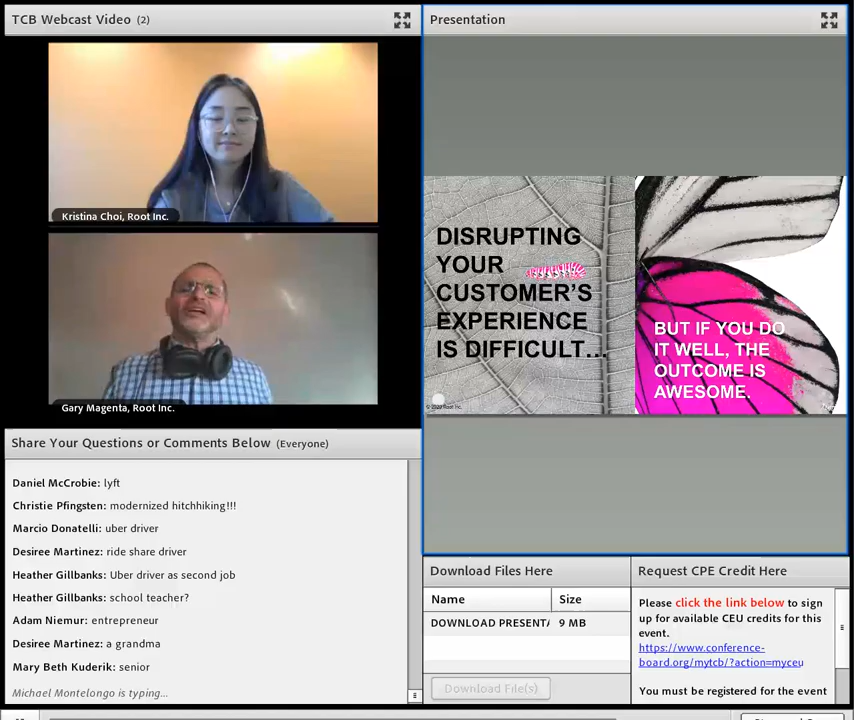 TCB Webcast Video (2)
Kristina Choi, Root Inc.
Gary Magenta, Root Inc.
Share Your Questions or Comments Below (Everyone)
Daniel McCrobie: lyft
Christie Pfingsten: modernized hitchhiking!!!
Marcio Donatelli: uber driver
Desiree Martinez: ride share driver
Heather Gillbanks: Uber driver as second job
Heather Gillbanks: school teacher?
Adam Niemur: entrepreneur
Desiree Martinez: a grandma
Mary Beth Kuderik: senior
Michael Montelongo is typing...
Presentation
DISRUPTING
YOUR
CUSTOMER'S
EXPERIENCE
IS DIFFICULT...
© 2020 Root Inc.
BUT IF YOU DO
IT WELL, THE
OUTCOME IS
AWESOME.
Download Files Here
Name Size
DOWNLOAD PRESENTA 9 MB
Download File(s)
Request CPE Credit Here
Please click the link below to sign
up for available CEU credits for this
event.
https://www.conference-
board.org/mytcb/?action=myceu
You must be registered for the event